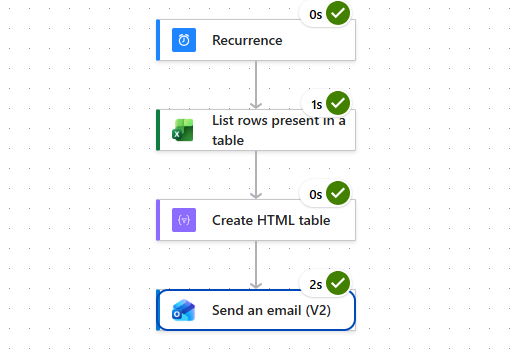 0s
Recurrence
1s
List rows present in a
table
0s
Create HTML table
2s
Send an email (V2)